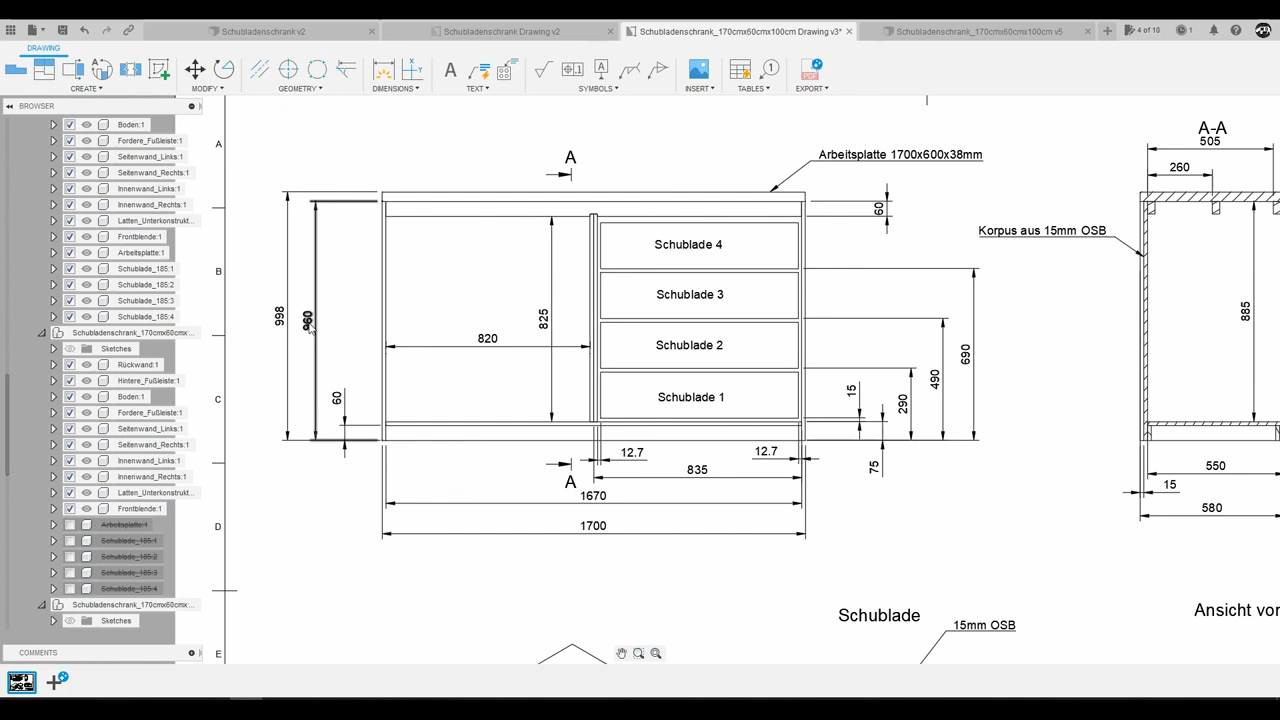 Schubladenschrank v2
Schubladenschrank Drawing v2
Schubladenschrank_170cmx60cmx100cm Drawing v3*
Schubladenschrank_170cmx60cmx100cm v5
4 of 10
1
DRAWING
CREATE
MODIFY
GEOMETRY
DIMENSIONS
TEXT
SYMBOLS
INSERT
TABLES
EXPORT
BROWSER
Boden:1
Fordere_Fußleiste:1
Seitenwand_Links:1
Seitenwand_Rechts:1
Innenwand_Links:1
Innenwand_Rechts:1
Latten_Unterkonstrukt...
Frontblende:1
Arbeitsplatte:1
Schublade_185:1
Schublade_185:2
Schublade_185:3
Schublade_185:4
Schubladenschrank_170cmx60cmx:...
Sketches
Rückwand:1
Hintere_Fußleiste:1
Boden:1
Fordere_Fußleiste:1
Seitenwand_Links:1
Seitenwand_Rechts:1
Innenwand_Links:1
Innenwand_Rechts:1
Latten_Unterkonstrukt...
Frontblende:1
Arbeitsplatte:1
Schublade_185:1
Schublade_185:2
Schublade_185:3
Schublade_185:4
Schubladenschrank_170cmx60cmx:...
Sketches
COMMENTS
A
B
C
D
E
A
Arbeitsplatte 1700x600x38mm
60
Schublade 4
Schublade 3
Schublade 2
Schublade 1
998
960
825
820
60
15
290
490
690
75
12.7
12.7
835
A
1670
1700
A-A
505
260
Korpus aus 15mm OSB
885
550
15
580
Schublade
15mm OSB
Ansicht vor